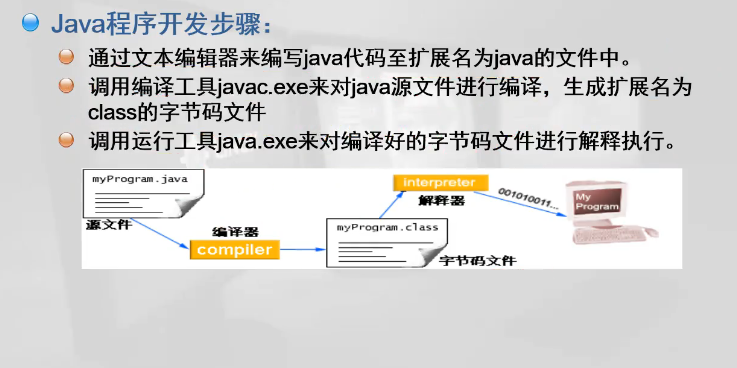 Java程序开发步骤：
通过文本编辑器来编写java代码至扩展名为java的文件中。
调用编译工具javac.exe来对java源文件进行编译，生成扩展名为
class的字节码文件
调用运行工具java.exe来对编译好的字节码文件进行解释执行。
myProgram.java
源文件
编译器
compiler
myProgram.class
字节码文件
interpreter
解释器
001010011...
My
Program